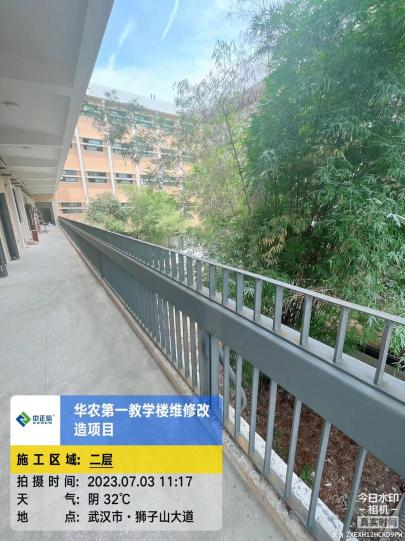 中正信®
ZZXCN
华农第一教学楼维修改
造项目
施工区域：二层
拍摄时间：2023.07.03 11:17
天气：阴 32℃
地点：武汉市·狮子山大道
今日水印
-相机-
真实时间
ZXEXH12HCKD9PW